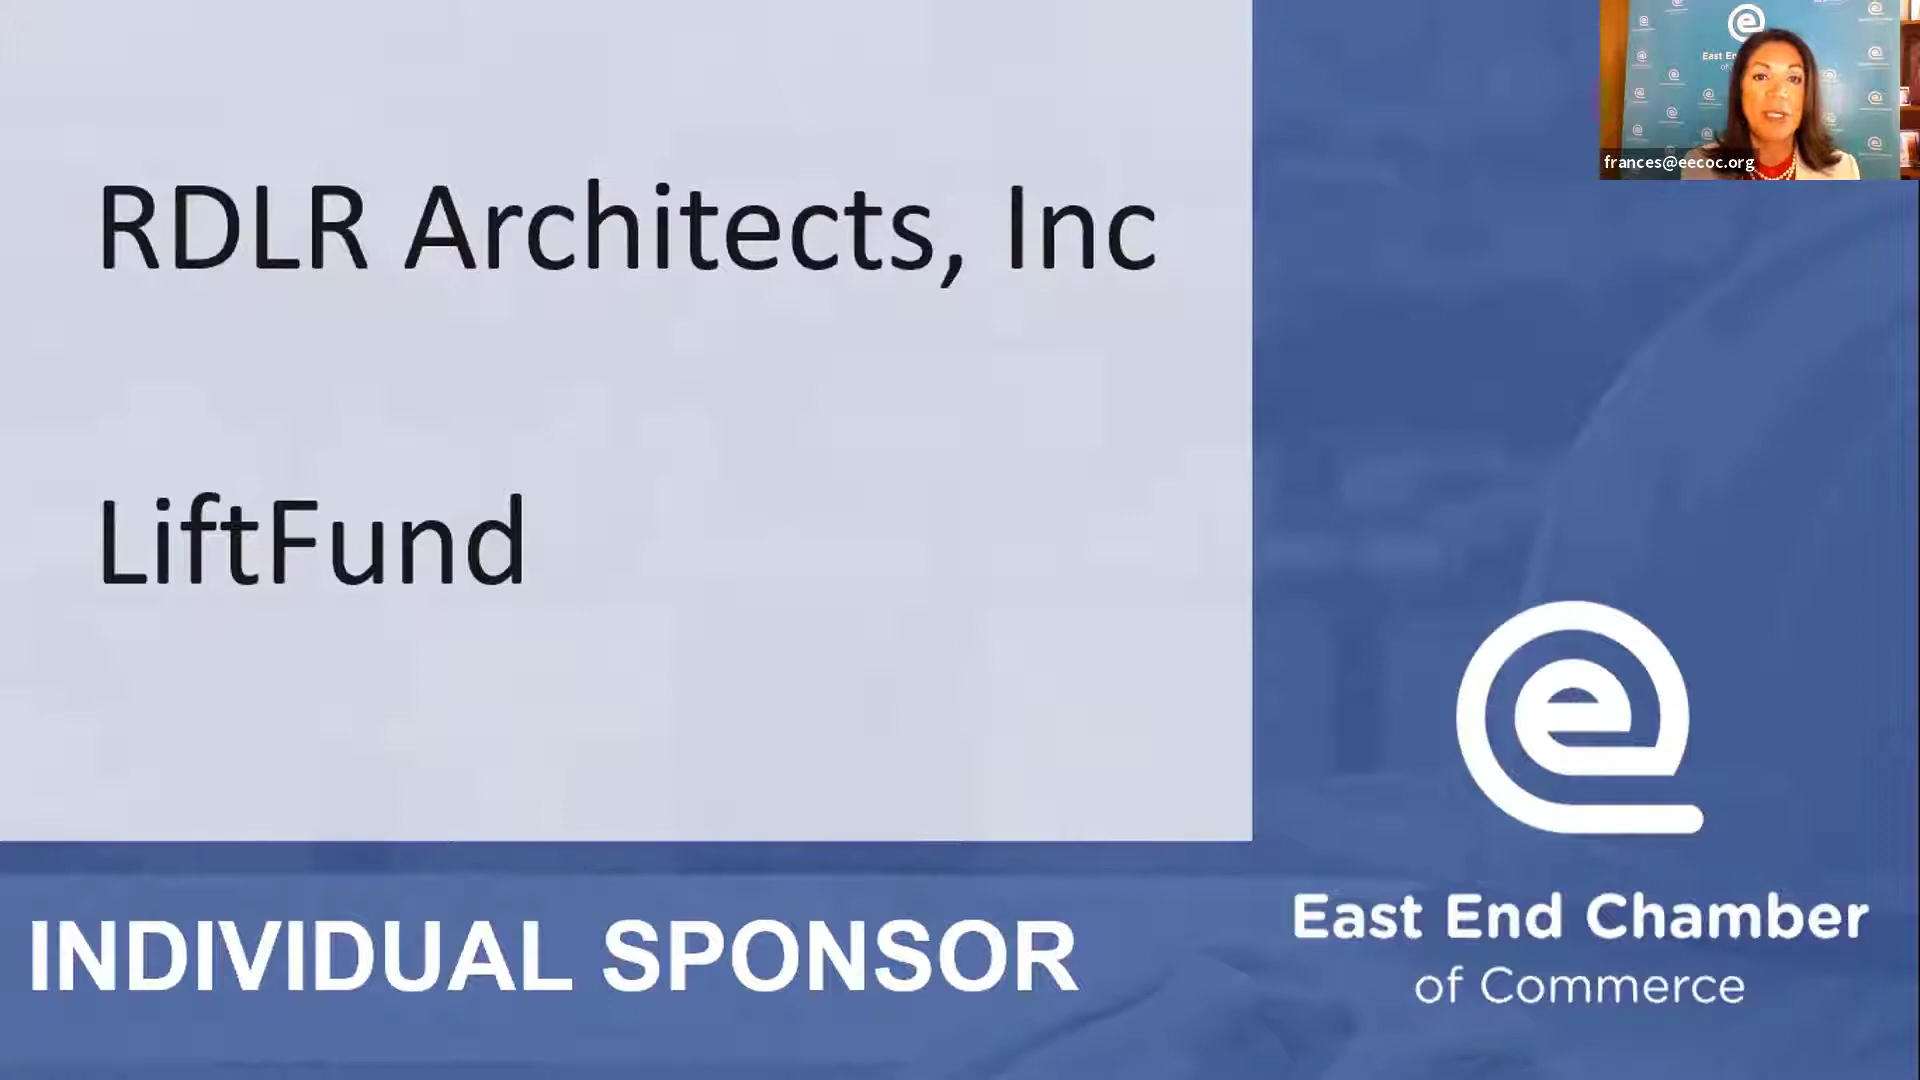 RDLR Architects, Inc
LiftFund
INDIVIDUAL SPONSOR
East End Chamber
of Commerce
frances@eecoc.org